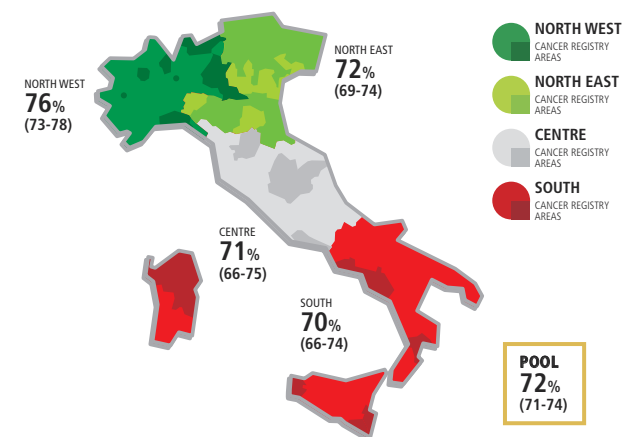 NORTH WEST
76%
(73-78)
NORTH EAST
72%
(69-74)
CENTRE
71%
(66-75)
SOUTH
70%
(66-74)
NORTH WEST
CANCER REGISTRY
AREAS
NORTH EAST
CANCER REGISTRY
AREAS
CENTRE
CANCER REGISTRY
AREAS
SOUTH
CANCER REGISTRY
AREAS
POOL
72%
(71-74)